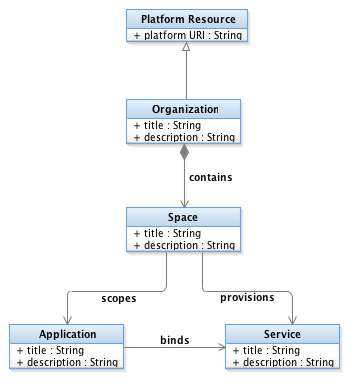 Platform Resource
+ platform URI : String
Organization
+ title : String
+ description : String
contains
Space
+ title : String
+ description : String
scopes
provisions
Application
+ title : String
+ description : String
binds
Service
+ title : String
+ description : String